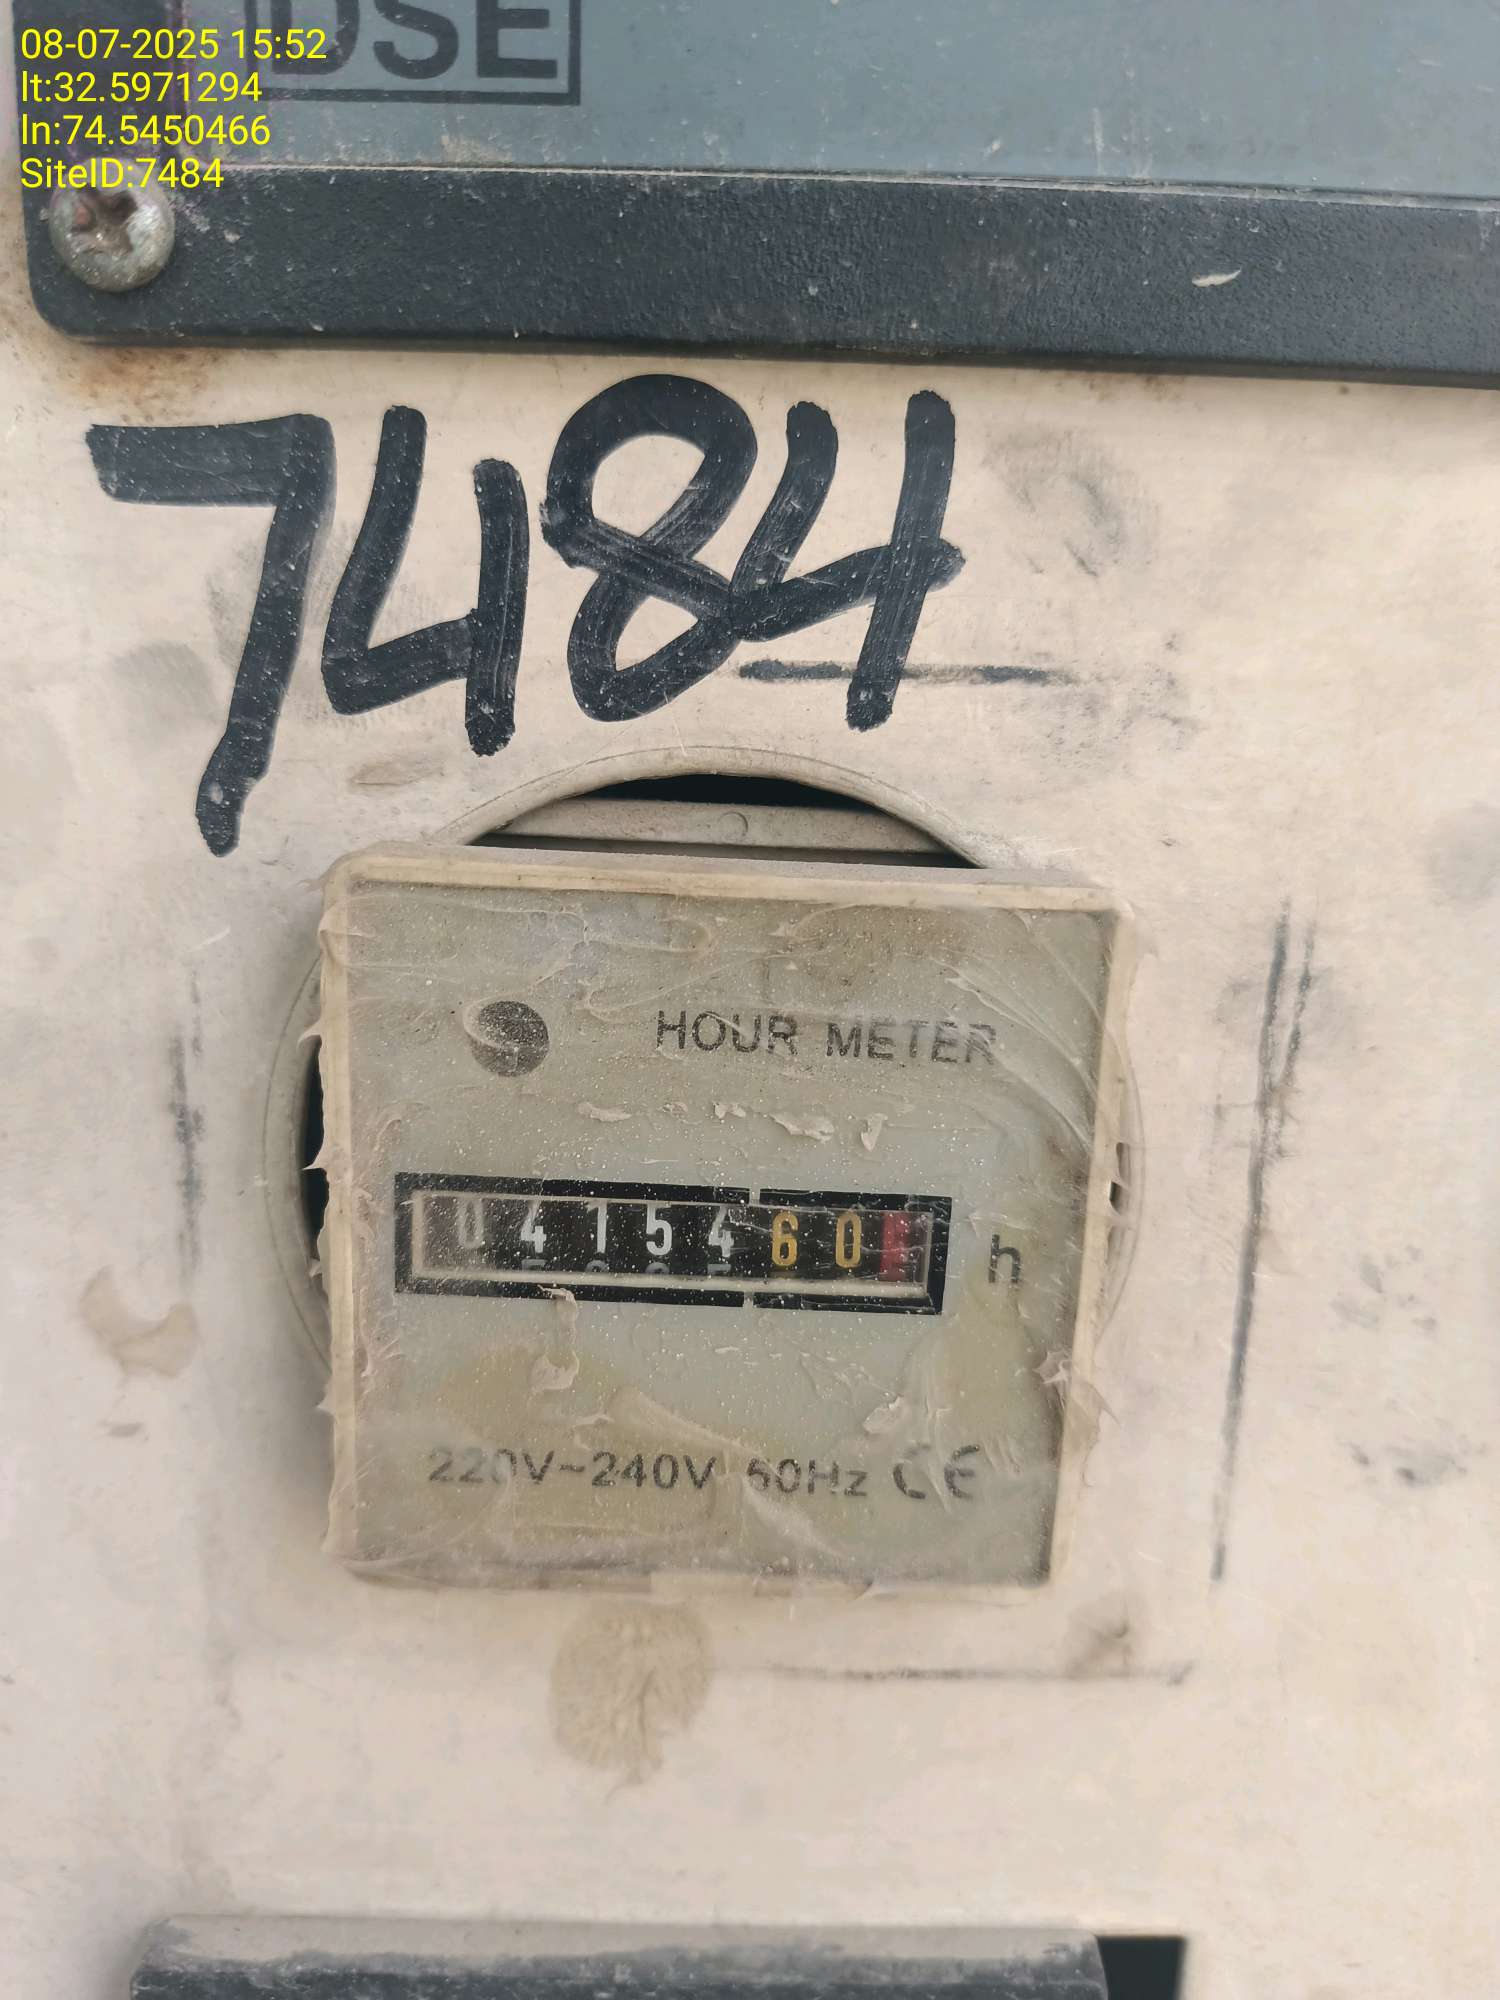 08-07-2025 15:52
lt:32.5971294
ln:74.5450466
SiteID:7484
DSE
7484
HOUR METER
0415460 h
220V~240V 50Hz CE